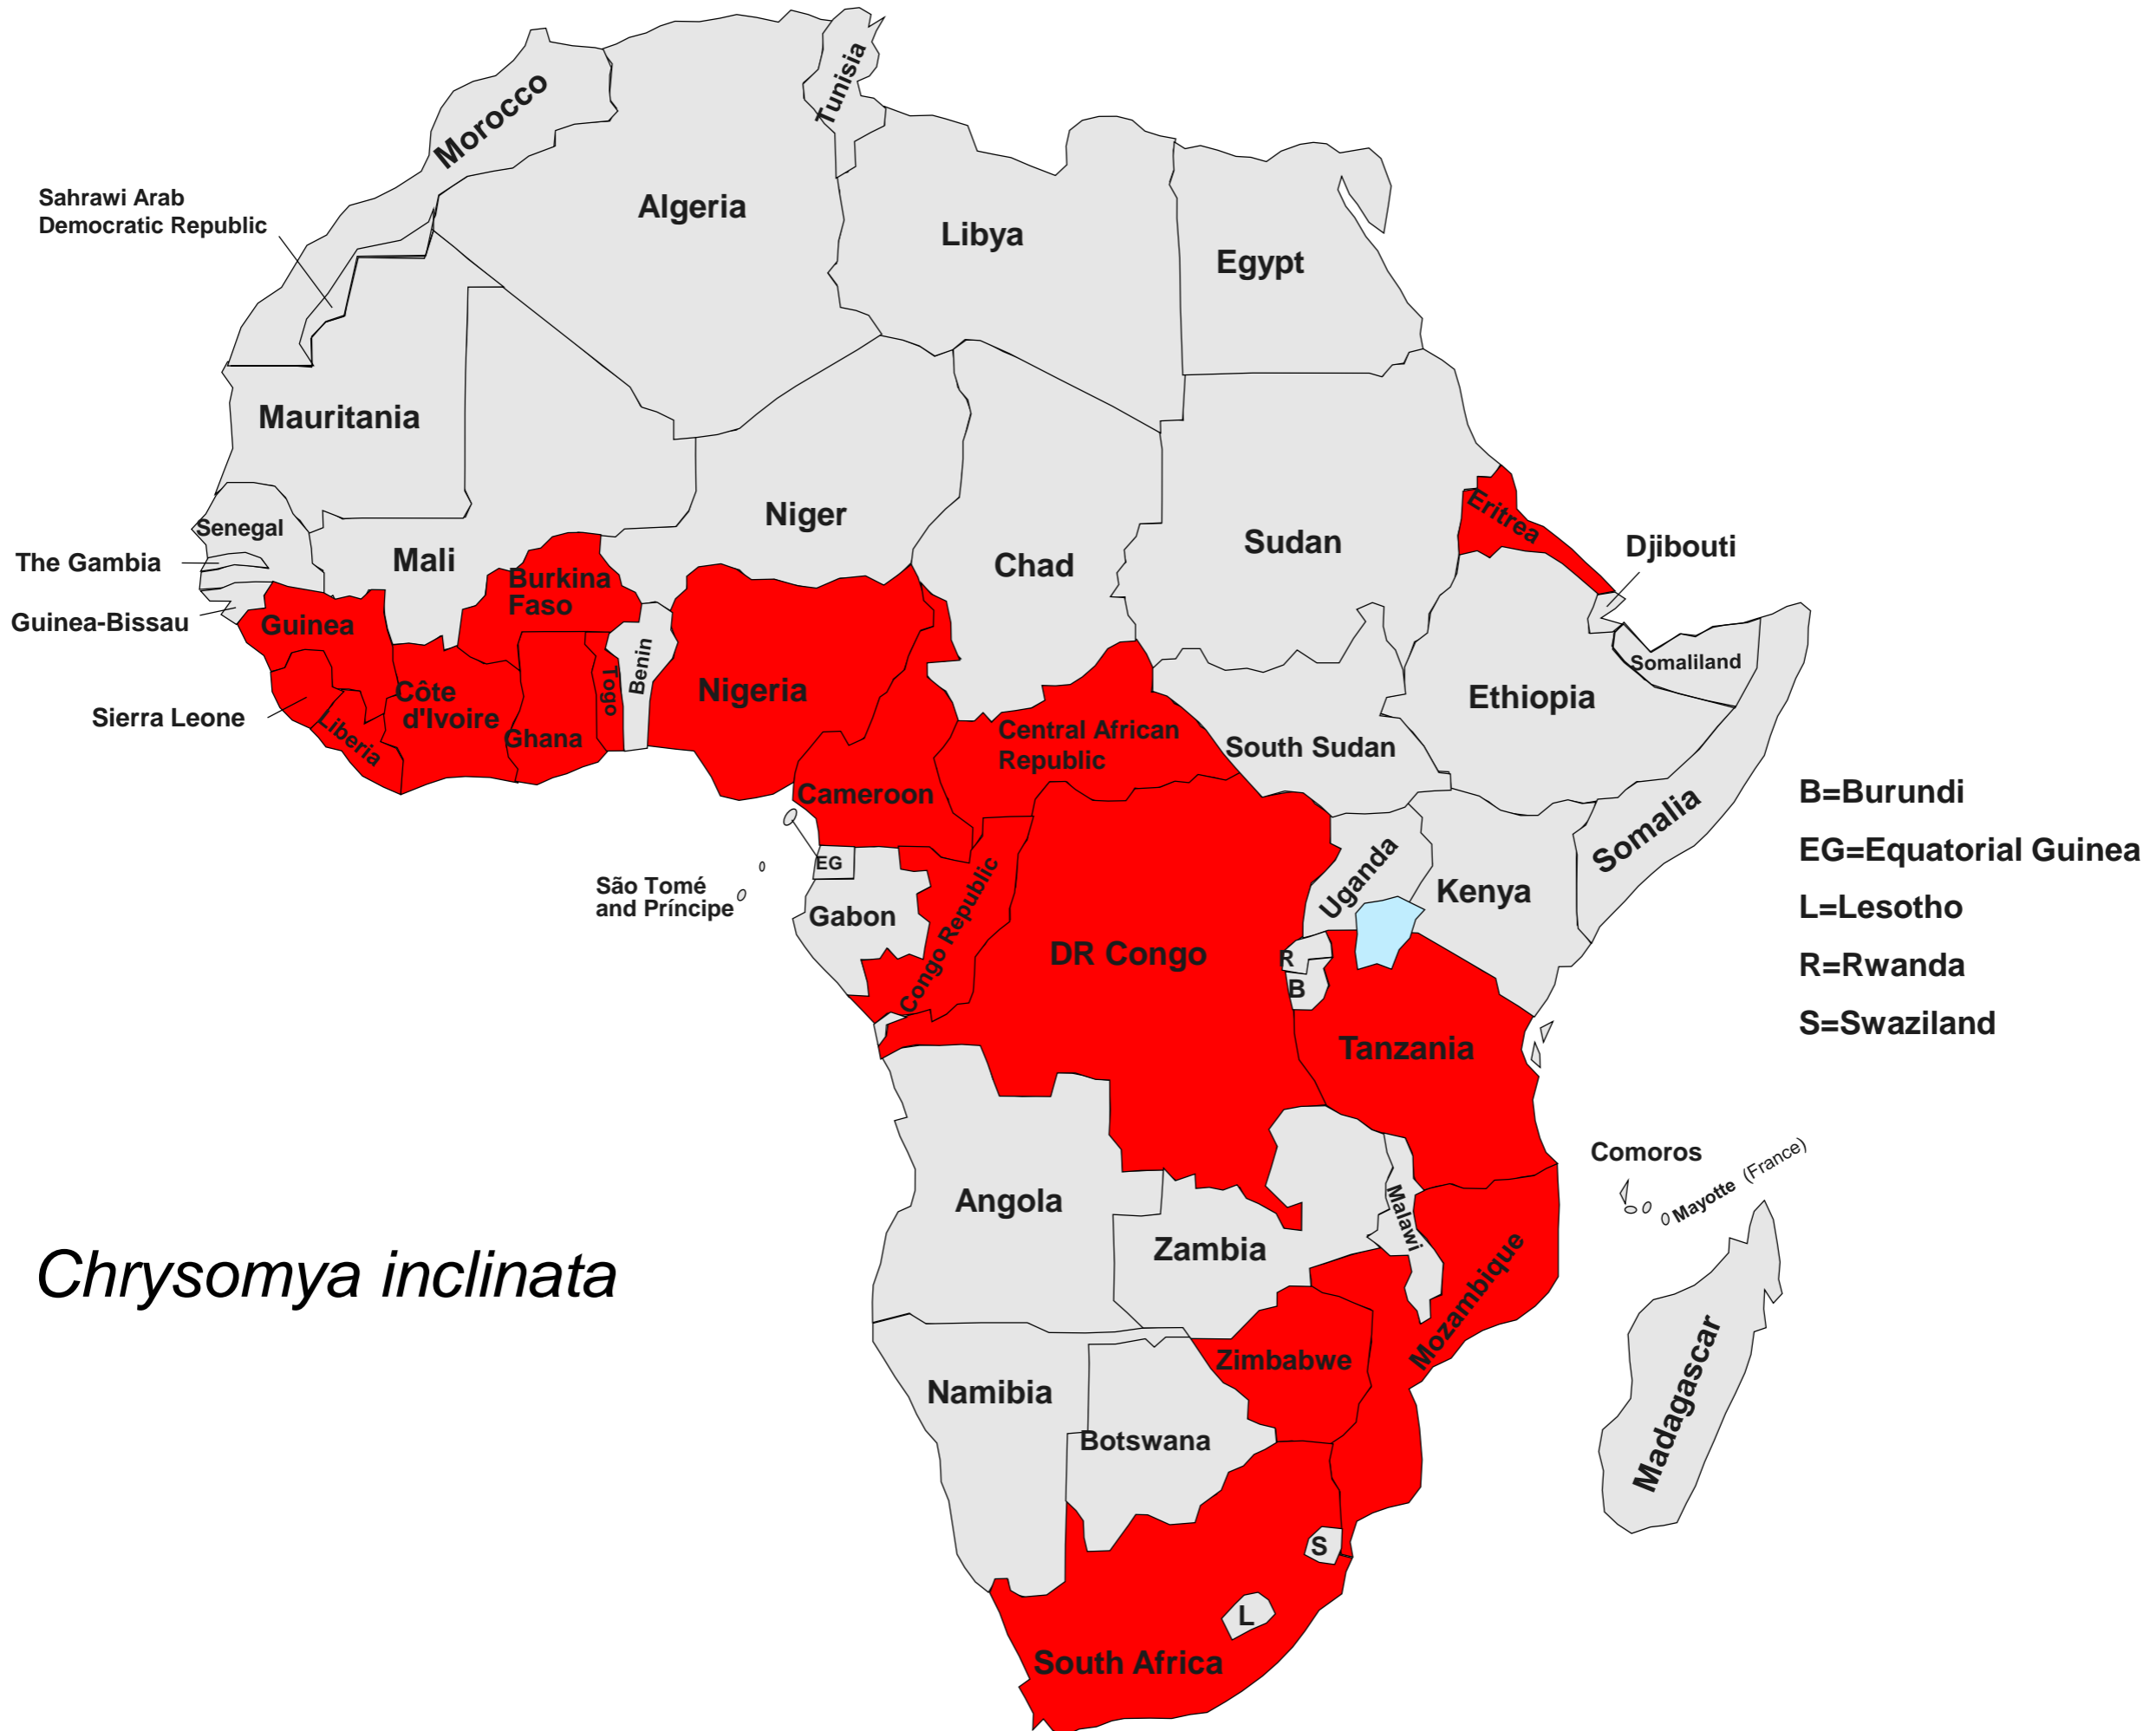 Tunisia
Morocco
Sahrawi Arab
Democratic Republic
Algeria
Libya
Egypt
Mauritania
Niger
Senegal
Eritrea
Sudan
Djibouti
The Gambia
Mali
Chad
Burkina
Faso
Guinea-Bissau
Guinea
Benin
Somaliland
Togo
Côte
d'Ivoire
Nigeria
Ethiopia
Sierra Leone
Liberia
Ghana
Central African
Republic
South Sudan
Cameroon
Somalia
B=Burundi
EG=Equatorial Guinea
L=Lesotho
R=Rwanda
S=Swaziland
EG
São Tomé
and Príncipe
Gabon
Congo Republic
Uganda
Kenya
DR Congo
R
B
Tanzania
Comoros
Mayotte (France)
Angola
Malawi
Zambia
Mozambique
Chrysomya inclinata
Zimbabwe
Namibia
Botswana
Madagascar
S
L
South Africa